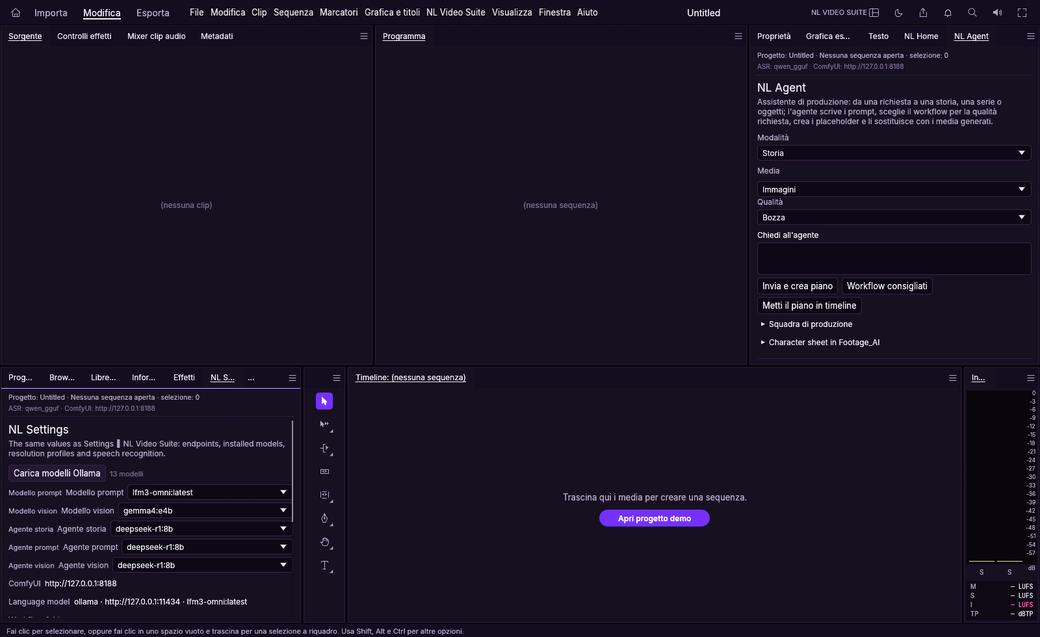 Importa Modifica Esporta File Modifica Clip Sequenza Marcatori Grafica e titoli NL Video Suite Visualizza Finestra Aiuto Untitled NL VIDEO SUITE
Sorgente Controlli effetti Mixer clip audio Metadati
(nessuna clip)
Programma
(nessuna sequenza)
Proprietà Grafica es... Testo NL Home NL Agent
Progetto: Untitled · Nessuna sequenza aperta · selezione: 0
ASR: qwen_gguf · ComfyUI: http://127.0.0.1:8188
NL Agent
Assistente di produzione: da una richiesta a una storia, una serie o
oggetti; l'agente scrive i prompt, sceglie il workflow per la qualità
richiesta, crea i placeholder e li sostituisce con i media generati.
Modalità
Storia
Media
Immagini
Qualità
Bozza
Chiedi all'agente
Invia e crea piano Workflow consigliati
Metti il piano in timeline
Squadra di produzione
Character sheet in Footage_AI
Prog... Brow... Libre... Infor... Effetti NL S... ...
Progetto: Untitled · Nessuna sequenza aperta · selezione: 0
ASR: qwen_gguf · ComfyUI: http://127.0.0.1:8188
NL Settings
The same values as Settings NL Video Suite: endpoints, installed models,
resolution profiles and speech recognition.
Carica modelli Ollama 13 modelli
Modello prompt Modello prompt lfm3-omni:latest
Modello vision Modello vision gemma4:e4b
Agente storia Agente storia deepseek-r1:8b
Agente prompt Agente prompt deepseek-r1:8b
Agente vision Agente vision deepseek-r1:8b
ComfyUI http://127.0.0.1:8188
Language model ollama · http://127.0.0.1:11434 · lfm3-omni:latest
T
Timeline: (nessuna sequenza)
Trascina qui i media per creare una sequenza.
Apri progetto demo
In...
0
-3
-6
-9
-12
-15
-18
-21
-24
-27
-30
-33
-36
-39
-42
-45
-48
-51
-54
-57
dB
S S
M – LUFS
S – LUFS
I – LUFS
TP – dBTP
Fai clic per selezionare, oppure fai clic in uno spazio vuoto e trascina per una selezione a riquadro. Usa Shift, Alt e Ctrl per altre opzioni.